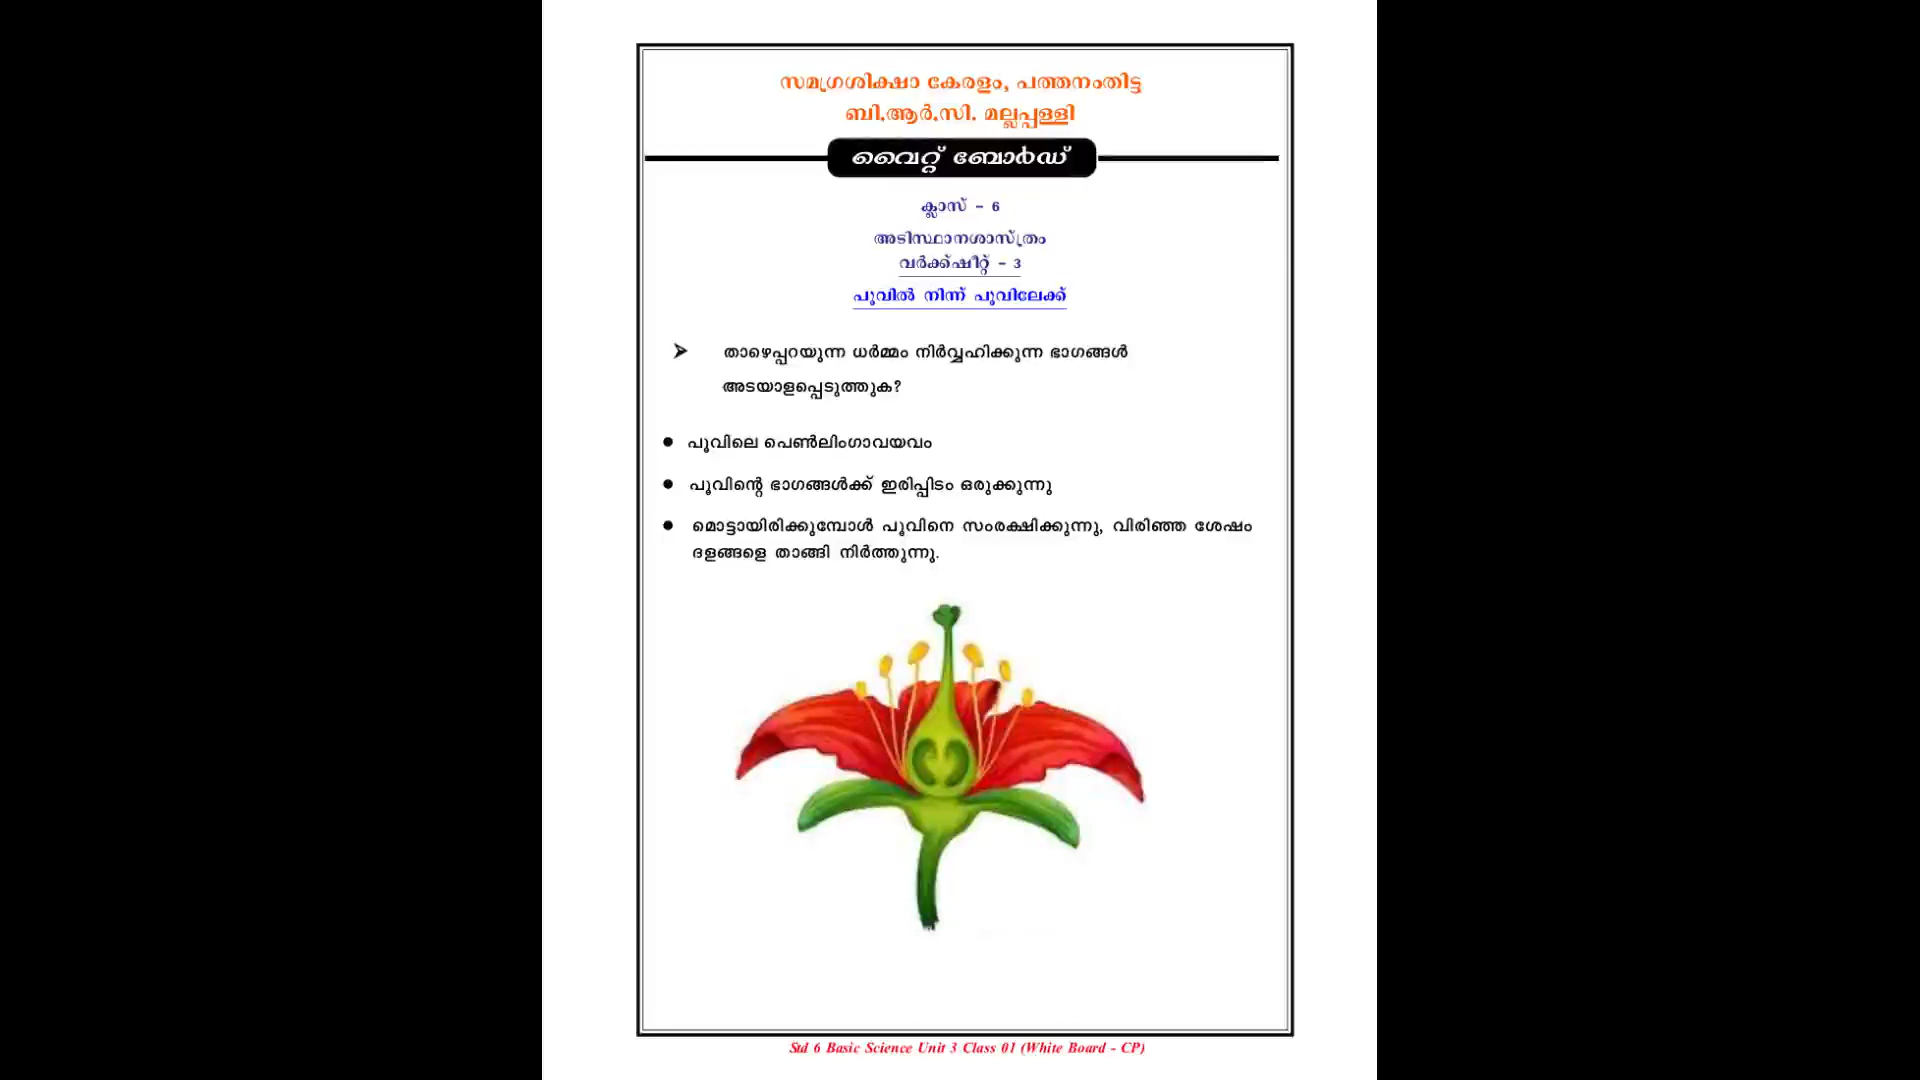 സമഗ്രശിക്ഷാ കേരളം, പത്തനംതിട്ട
ബി.ആർ.സി. മല്ലപ്പള്ളി
വൈറ്റ് ബോർഡ്
ക്ലാസ് - 6
അടിസ്ഥാനശാസ്ത്രം
വർക്ക്ഷീറ്റ് - 3
പൂവിൽ നിന്ന് പൂവിലേക്ക്
➤ താഴെപ്പറയുന്ന ധർമ്മം നിർവ്വഹിക്കുന്ന ഭാഗങ്ങൾ
അടയാളപ്പെടുത്തുക?
● പൂവിലെ പെൺലിംഗാവയവം
● പൂവിന്റെ ഭാഗങ്ങൾക്ക് ഇരിപ്പിടം ഒരുക്കുന്നു
● മൊട്ടായിരിക്കുമ്പോൾ പൂവിനെ സംരക്ഷിക്കുന്നു, വിരിഞ്ഞ ശേഷം
ദളങ്ങളെ താങ്ങി നിർത്തുന്നു.
Std 6 Basic Science Unit 3 Class 01 (White Board - CP)